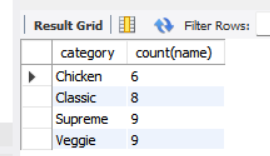 Result Grid Filter Rows:
category count(name)
Chicken 6
Classic 8
Supreme 9
Veggie 9